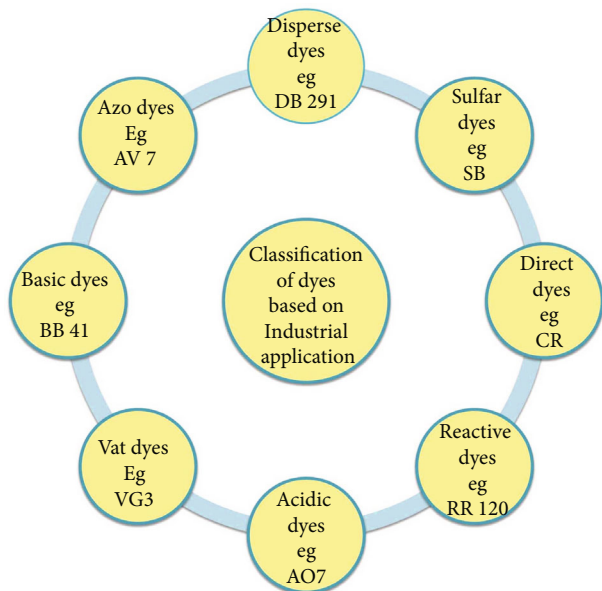 Disperse
dyes
eg
DB 291
Sulfar
dyes
eg
SB
Direct
dyes
eg
CR
Reactive
dyes
eg
RR 120
Acidic
dyes
eg
AO7
Vat dyes
Eg
VG3
Basic dyes
eg
BB 41
Azo dyes
Eg
AV 7
Classification
of dyes
based on
Industrial
application